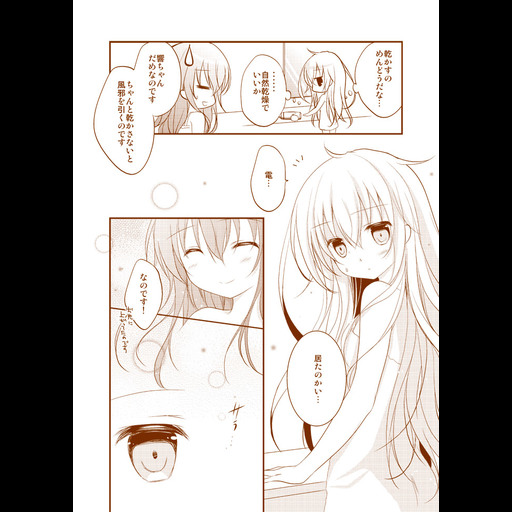 乾かすの
めんどうだな…
……
自然乾燥で
いいか
響ちゃん
だめなのです
ちゃんと乾かさないと
風邪を引くのです
電…
居たのかい…
なのです!